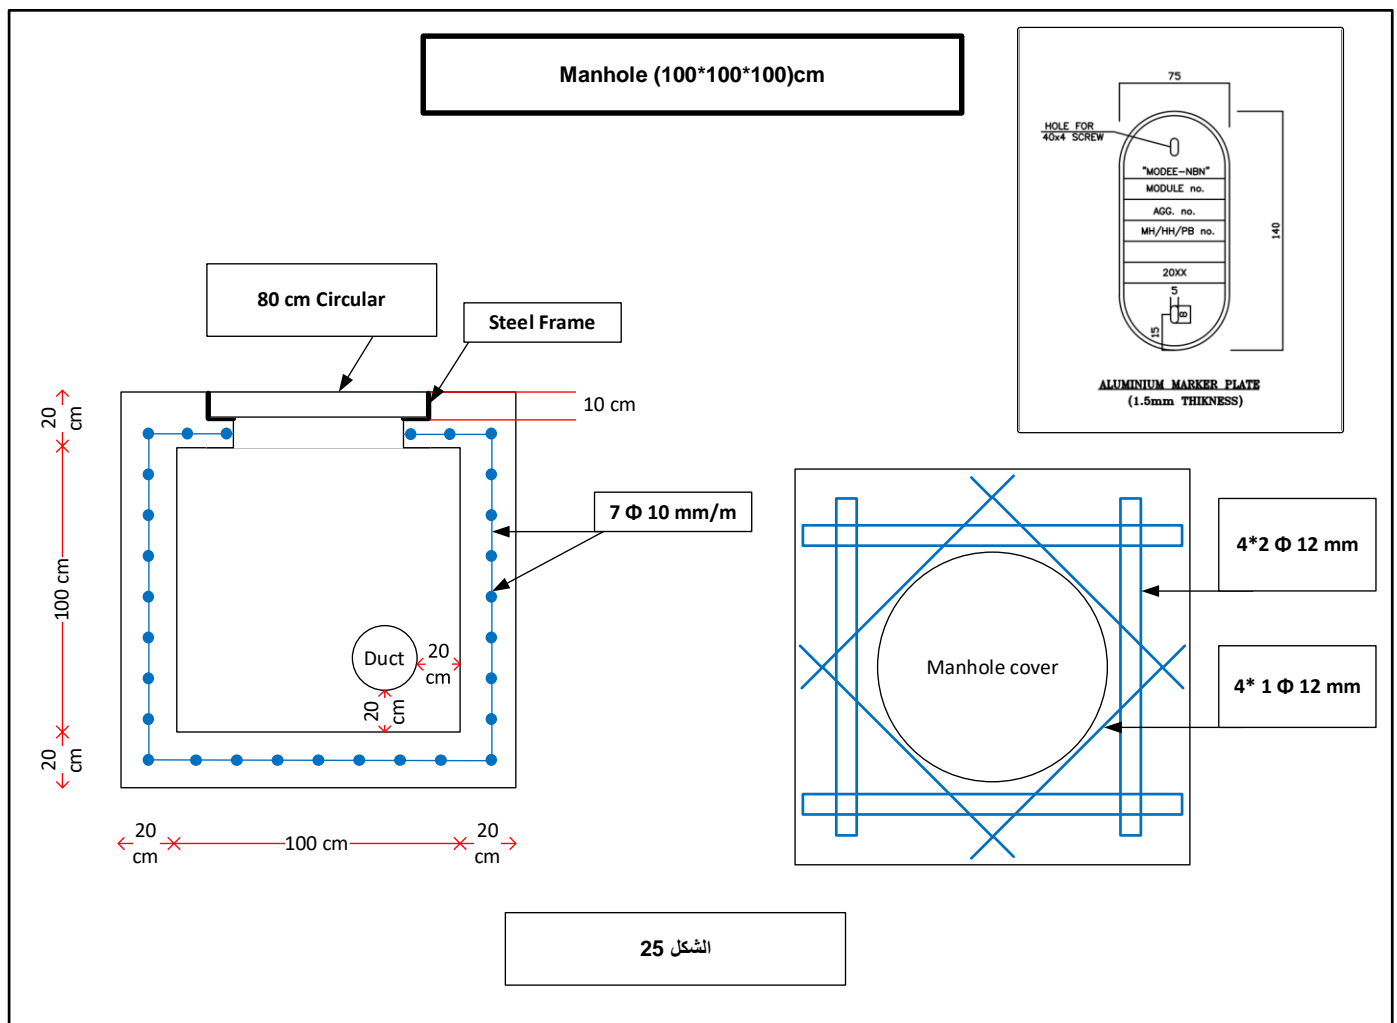 Manhole (100*100*100)cm
75
HOLE FOR
40x4 SCREW
"MODEE-NBN"
MODULE no.
AGG. no.
MH/HH/PB no.
20XX
5
8
15
140
ALUMINIUM MARKER PLATE
(1.5mm THIKNESS)
80 cm Circular
Steel Frame
10 cm
20
cm
100 cm
20
cm
7 Φ 10 mm/m
Duct
20
cm
20
cm
20
cm
100 cm
20
cm
4*2 Φ 12 mm
4* 1 Φ 12 mm
Manhole cover
الشكل 25